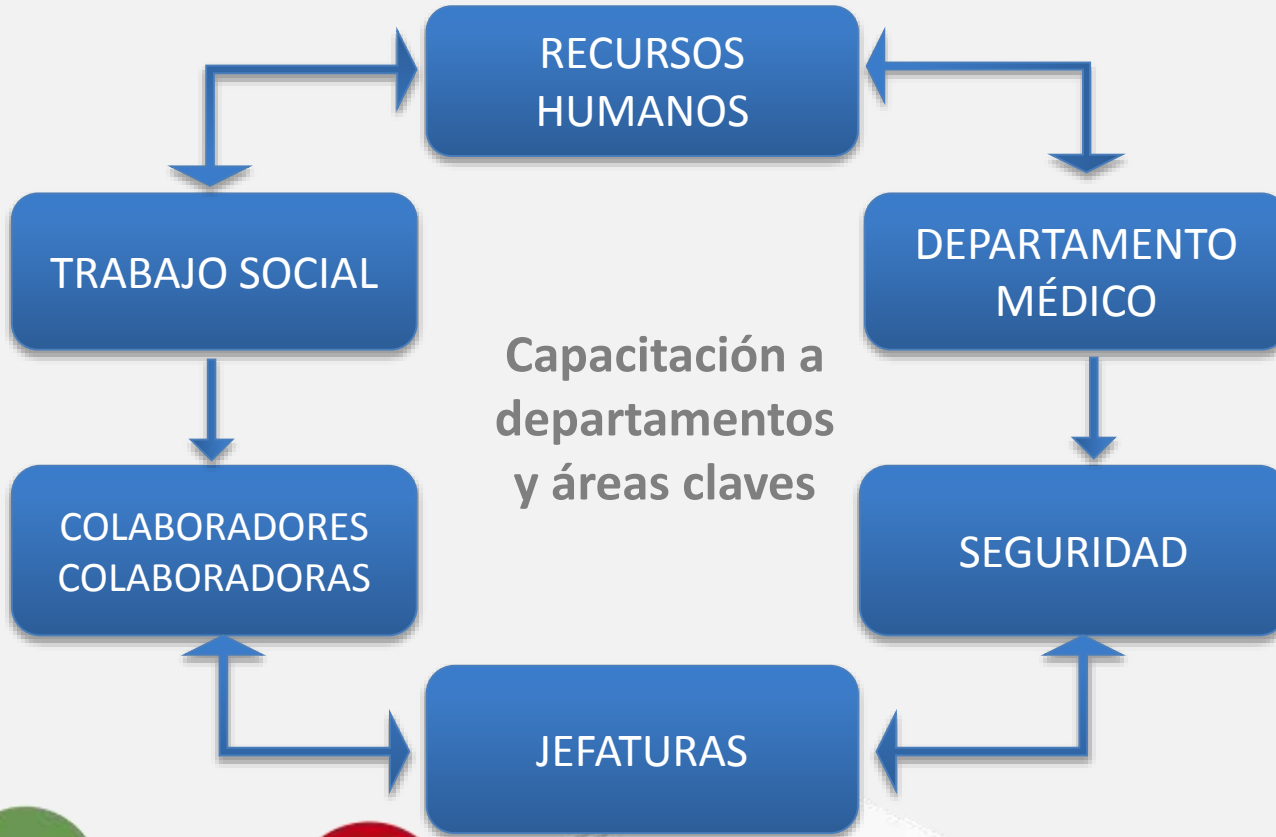 RECURSOS
HUMANOS
TRABAJO SOCIAL
DEPARTAMENTO
MÉDICO
Capacitación a
departamentos
y áreas claves
COLABORADORES
COLABORADORAS
SEGURIDAD
JEFATURAS